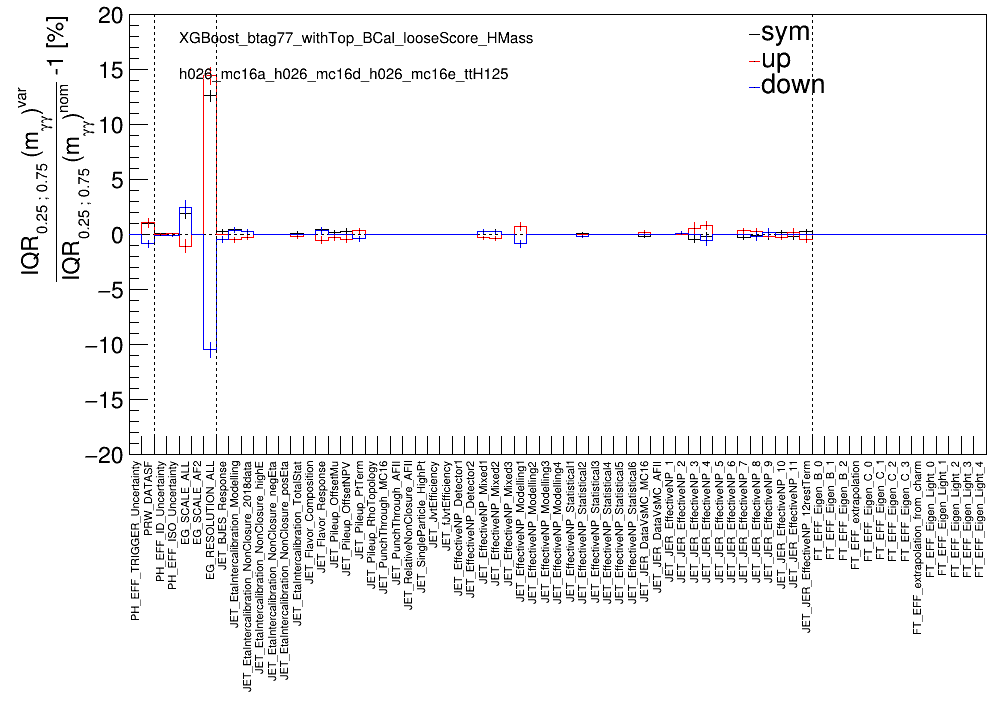 IQR0.25 ; 0.75 (mγγ)var
IQR0.25 ; 0.75 (mγγ)nom
-1 [%]
20
15
10
5
0
−5
−10
−15
−20
XGBoost_btag77_withTop_BCal_looseScore_HMass
h026_mc16a_h026_mc16d_h026_mc16e_ttH125
sym
up
down
PH_EFF_TRIGGER_Uncertainty
PRW_DATASF
PH_EFF_ID_Uncertainty
PH_EFF_ISO_Uncertainty
EG_SCALE_ALL
EG_SCALE_AF2
EG_RESOLUTION_ALL
JET_BJES_Response
JET_EtaIntercalibration_Modelling
JET_EtaIntercalibration_NonClosure_2018data
JET_EtaIntercalibration_NonClosure_highE
JET_EtaIntercalibration_NonClosure_negEta
JET_EtaIntercalibration_NonClosure_posEta
JET_EtaIntercalibration_TotalStat
JET_Flavor_Composition
JET_Flavor_Response
JET_Pileup_OffsetMu
JET_Pileup_OffsetNPV
JET_Pileup_PtTerm
JET_Pileup_RhoTopology
JET_PunchThrough_MC16
JET_PunchThrough_AFII
JET_RelativeNonClosure_AFII
JET_SingleParticle_HighPt
JET_JvtEfficiency
JET_fJvtEfficiency
JET_EffectiveNP_Detector1
JET_EffectiveNP_Detector2
JET_EffectiveNP_Mixed1
JET_EffectiveNP_Mixed2
JET_EffectiveNP_Mixed3
JET_EffectiveNP_Modelling1
JET_EffectiveNP_Modelling2
JET_EffectiveNP_Modelling3
JET_EffectiveNP_Modelling4
JET_EffectiveNP_Statistical1
JET_EffectiveNP_Statistical2
JET_EffectiveNP_Statistical3
JET_EffectiveNP_Statistical4
JET_EffectiveNP_Statistical5
JET_EffectiveNP_Statistical6
JET_JER_DataVsMC_MC16
JET_JER_DataVsMC_AFII
JET_JER_EffectiveNP_1
JET_JER_EffectiveNP_2
JET_JER_EffectiveNP_3
JET_JER_EffectiveNP_4
JET_JER_EffectiveNP_5
JET_JER_EffectiveNP_6
JET_JER_EffectiveNP_7
JET_JER_EffectiveNP_8
JET_JER_EffectiveNP_9
JET_JER_EffectiveNP_10
JET_JER_EffectiveNP_11
JET_JER_EffectiveNP_12restTerm
FT_EFF_Eigen_B_0
FT_EFF_Eigen_B_1
FT_EFF_Eigen_B_2
FT_EFF_extrapolation
FT_EFF_Eigen_C_0
FT_EFF_Eigen_C_1
FT_EFF_Eigen_C_2
FT_EFF_Eigen_C_3
FT_EFF_extrapolation_from_charm
FT_EFF_Eigen_Light_0
FT_EFF_Eigen_Light_1
FT_EFF_Eigen_Light_2
FT_EFF_Eigen_Light_3
FT_EFF_Eigen_Light_4